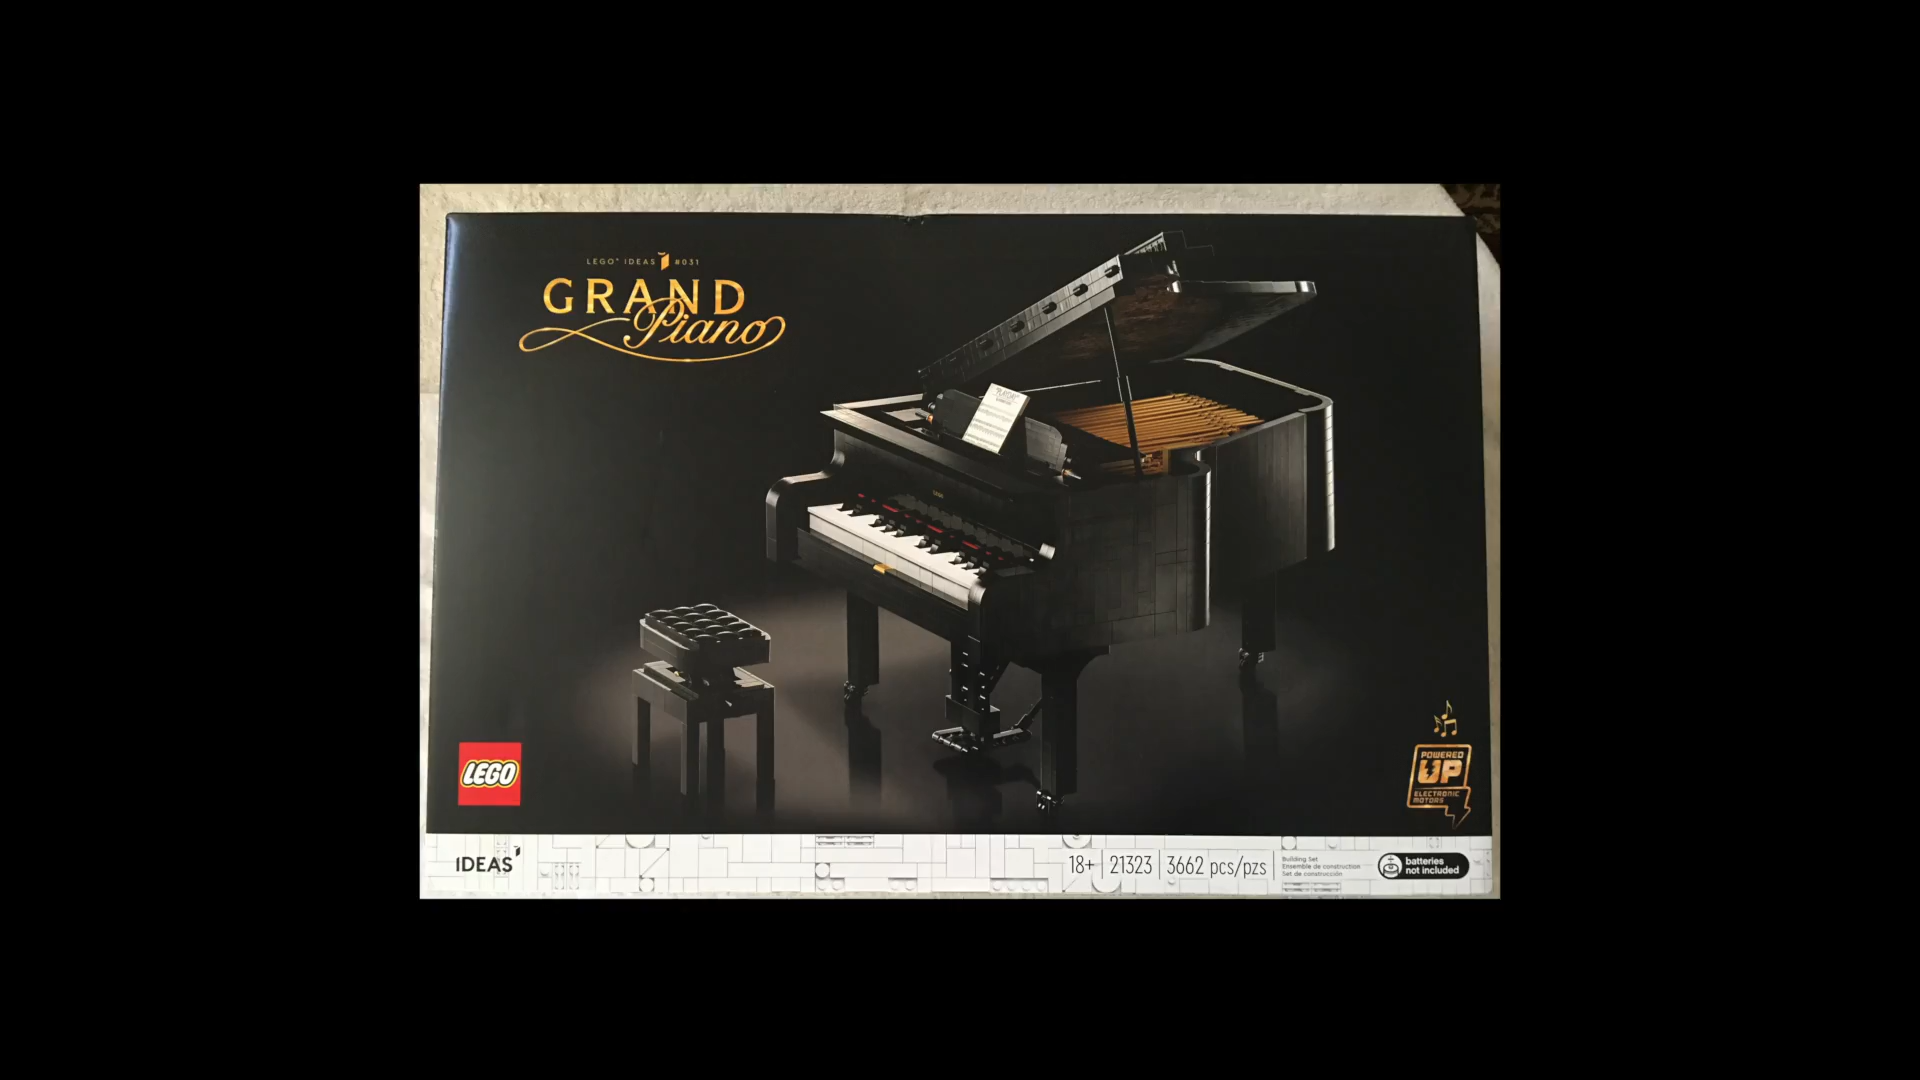 LEGO® IDEAS #031
GRAND
Piano
LEGO
POWERED
UP
ELECTRONIC
MOTORS
IDEAS
18+ 21323 3662 pcs/pzs
Building Set
Ensemble de construction
Set de construcción
batteries
not included